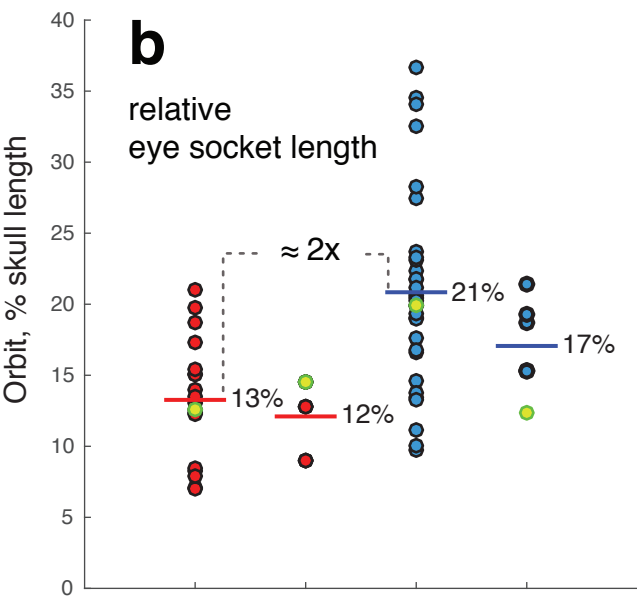 b
relative
eye socket length
Orbit, % skull length
40
35
30
25
20
15
10
5
0
≈ 2x
13%
12%
21%
17%